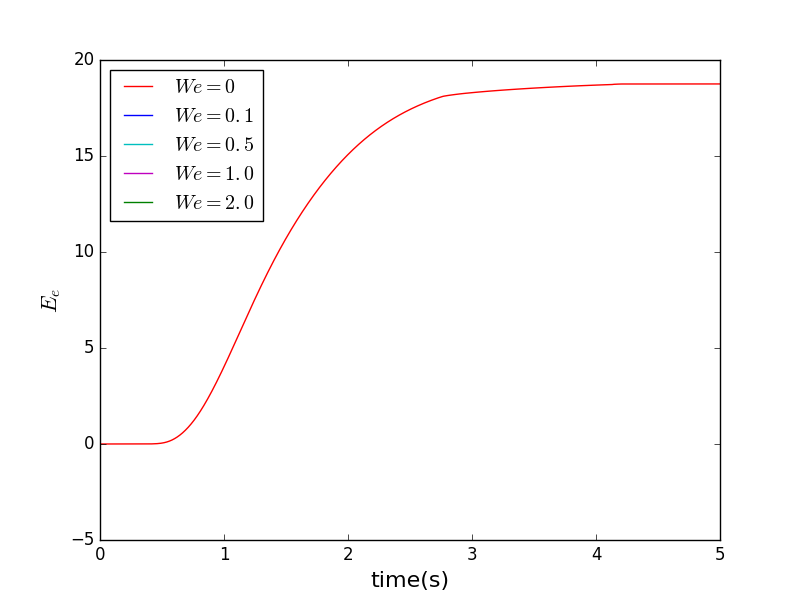 20
15
10
5
0
−5
E_e
We = 0
We = 0.1
We = 0.5
We = 1.0
We = 2.0
0 1 2 3 4 5
time(s)